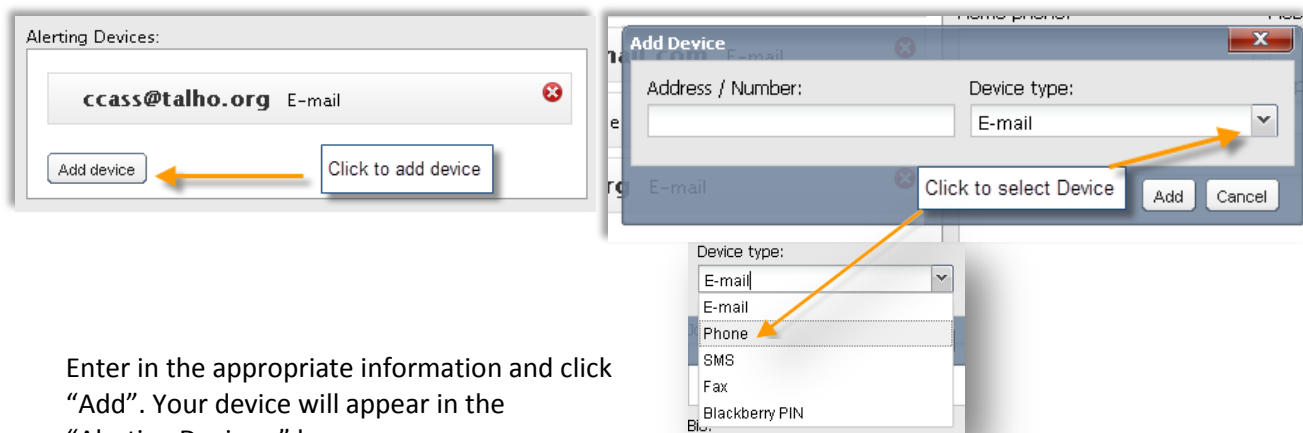 Alerting Devices:
ccass@talho.org E-mail
Add device
Click to add device
Add Device
E-mail
Address / Number:
Device type:
E-mail
E-mail
Click to select Device
Add
Cancel
Device type:
E-mail
E-mail
Phone
SMS
Fax
Blackberry PIN
Enter in the appropriate information and click
“Add”. Your device will appear in the